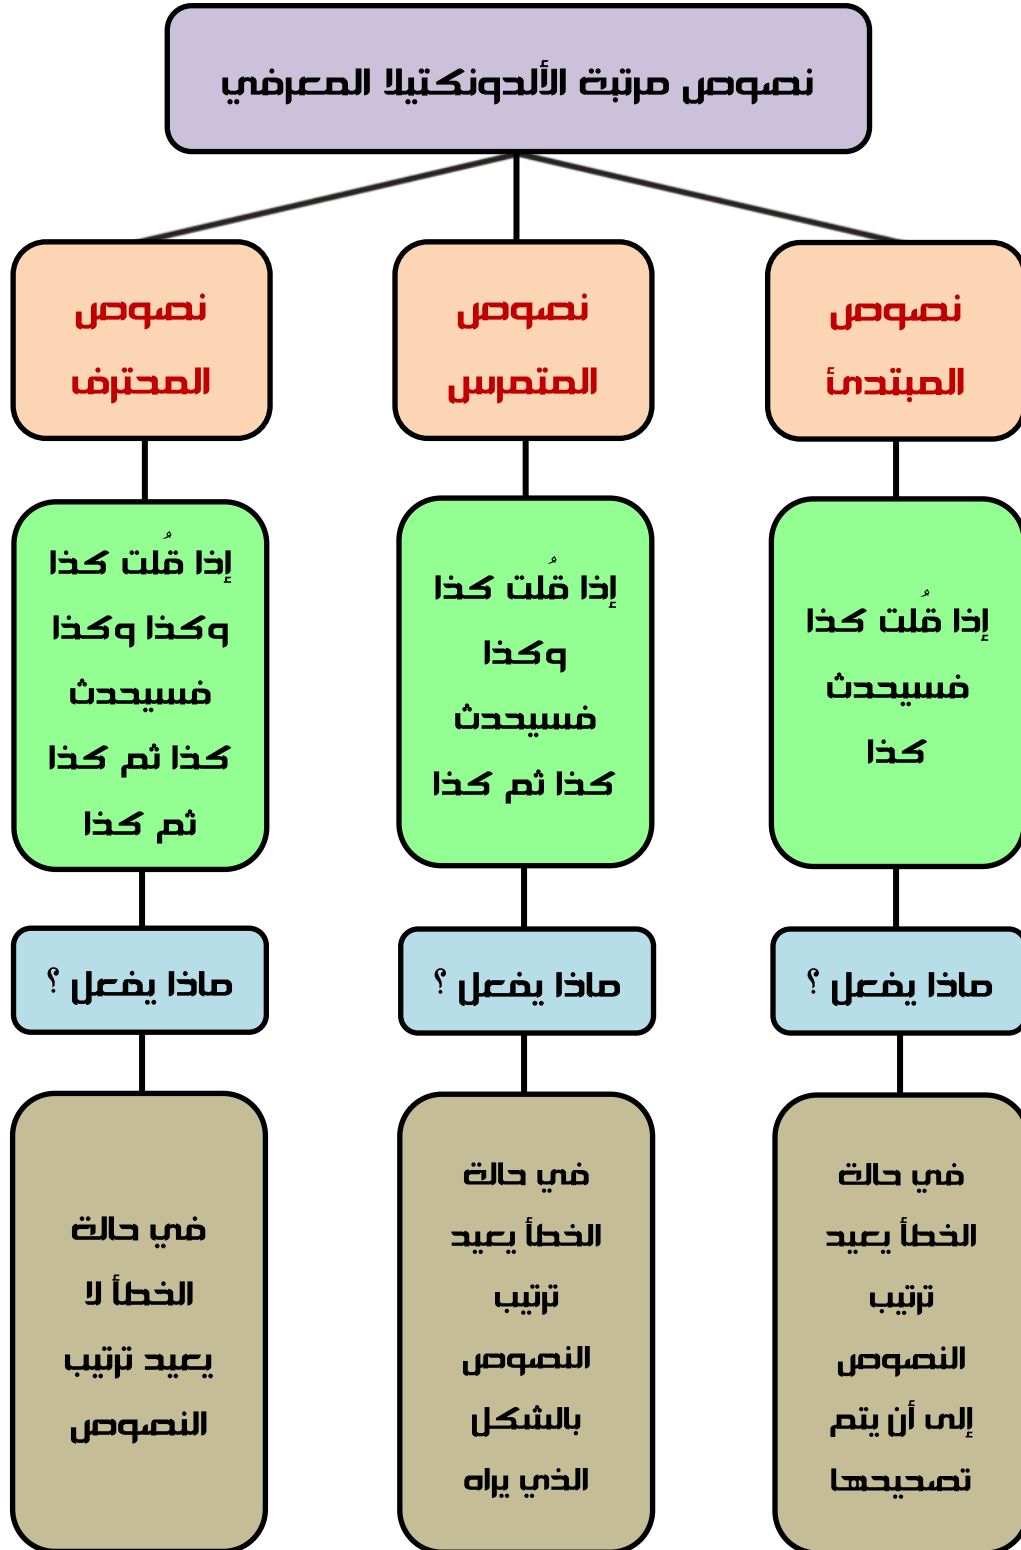 نصوص مرتبة الألدونكتيلا المعرفي
نصوص
المبتدئ
نصوص
المتمرس
نصوص
المحترف
إذا قُلت كذا
فسيحدث
كذا
إذا قُلت كذا
وكذا
فسيحدث
كذا ثم كذا
إذا قُلت كذا
وكذا وكذا
فسيحدث
كذا ثم كذا
ثم كذا
ماذا يفعل ؟
ماذا يفعل ؟
ماذا يفعل ؟
في حالة
الخطأ يعيد
ترتيب
النصوص
إلى أن يتم
تصحيحها
في حالة
الخطأ يعيد
ترتيب
النصوص
بالشكل
الذي يراه
في حالة
الخطأ لا
يعيد ترتيب
النصوص